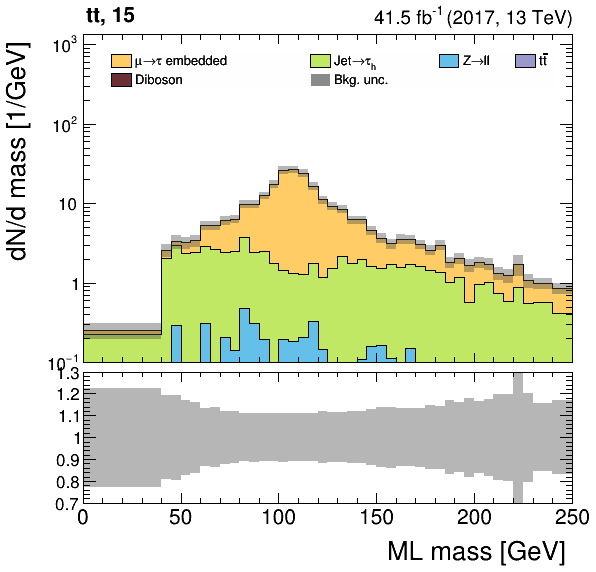 tt, 15 41.5 fb⁻¹ (2017, 13 TeV)
dN/d mass [1/GeV]
10³
μ→τ embedded Jet→τₕ Z→ll tt̅
Diboson Bkg. unc.
10²
10
1
10⁻¹
1.3
1.2
1.1
1
0.9
0.8
0.7
0 50 100 150 200 250
ML mass [GeV]